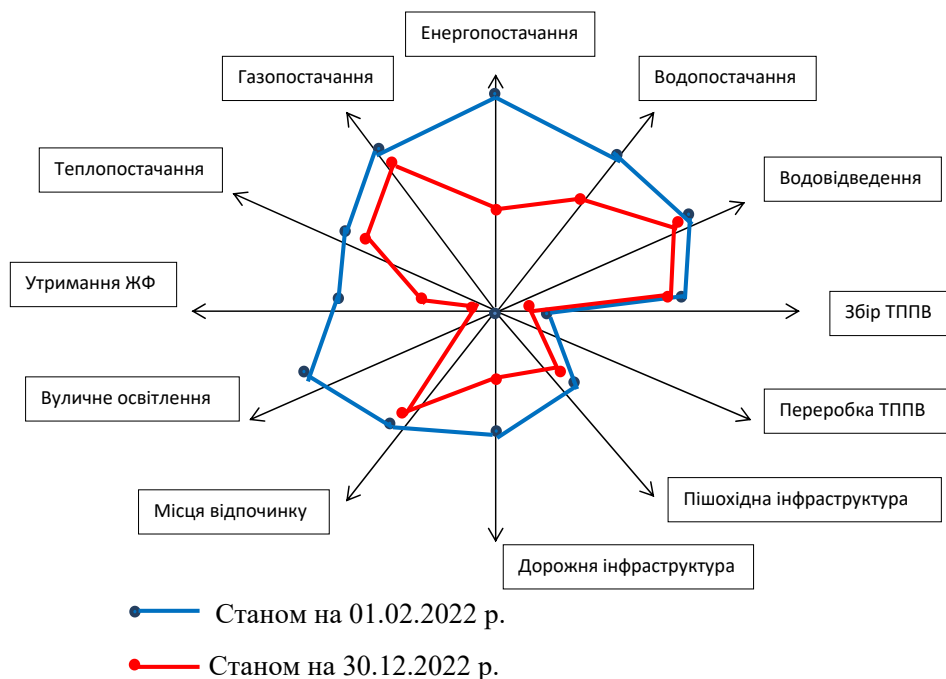 Енергопостачання
Газопостачання
Водопостачання
Теплопостачання
Водовідведення
Утримання ЖФ
Збір ТППВ
Вуличне освітлення
Переробка ТППВ
Місця відпочинку
Пішохідна інфраструктура
Дорожня інфраструктура
Станом на 01.02.2022 р.
Станом на 30.12.2022 р.